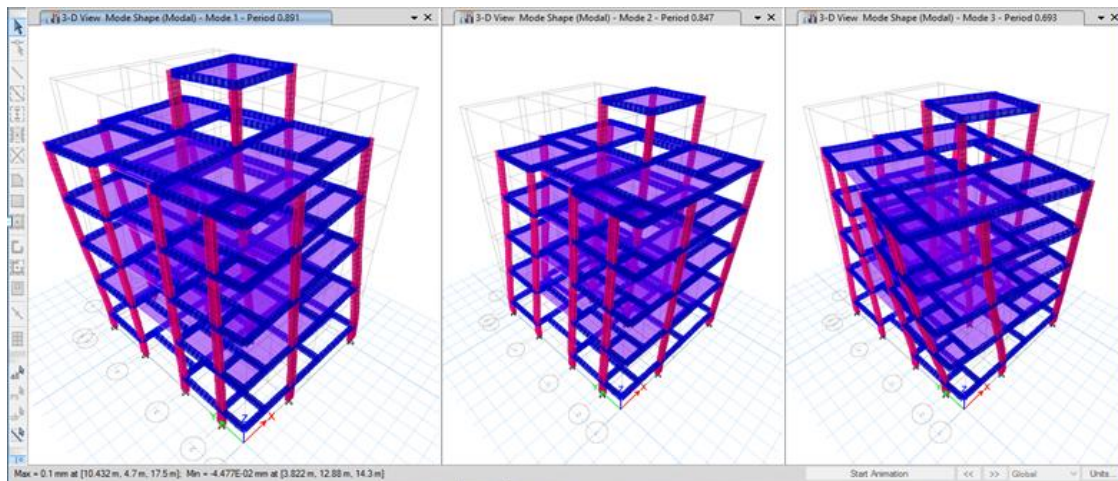 3-D View Mode Shape (Modal) - Mode 1 - Period 0.891
3-D View Mode Shape (Modal) - Mode 2 - Period 0.847
3-D View Mode Shape (Modal) - Mode 3 - Period 0.693
Y Z X
Y Z X
Y Z X
Max = 0.1 mm at [10.432 m, 4.7 m, 17.5 m]; Min = -4.477E-02 mm at [3.822 m, 12.88 m, 14.3 m]
Start Animation << >> Global Units...